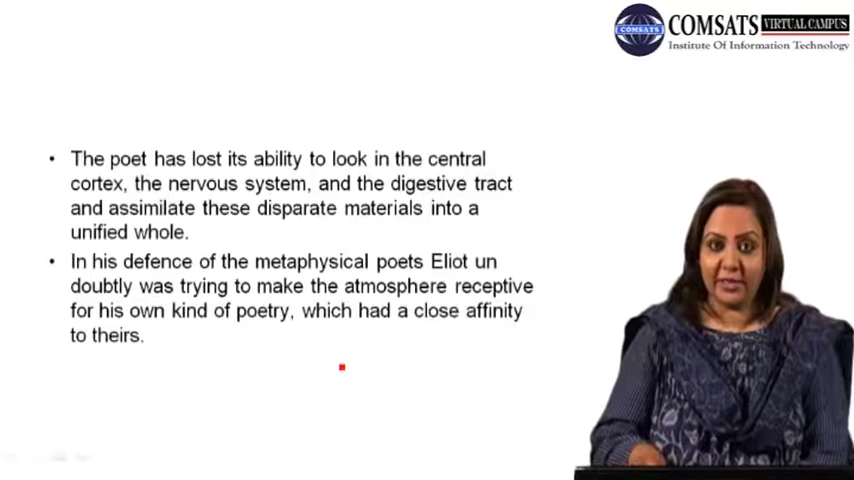 COMSATS VIRTUAL CAMPUS
COMSATS
Institute Of Information Technology
• The poet has lost its ability to look in the central
cortex, the nervous system, and the digestive tract
and assimilate these disparate materials into a
unified whole.
• In his defence of the metaphysical poets Eliot un
doubtly was trying to make the atmosphere receptive
for his own kind of poetry, which had a close affinity
to theirs.